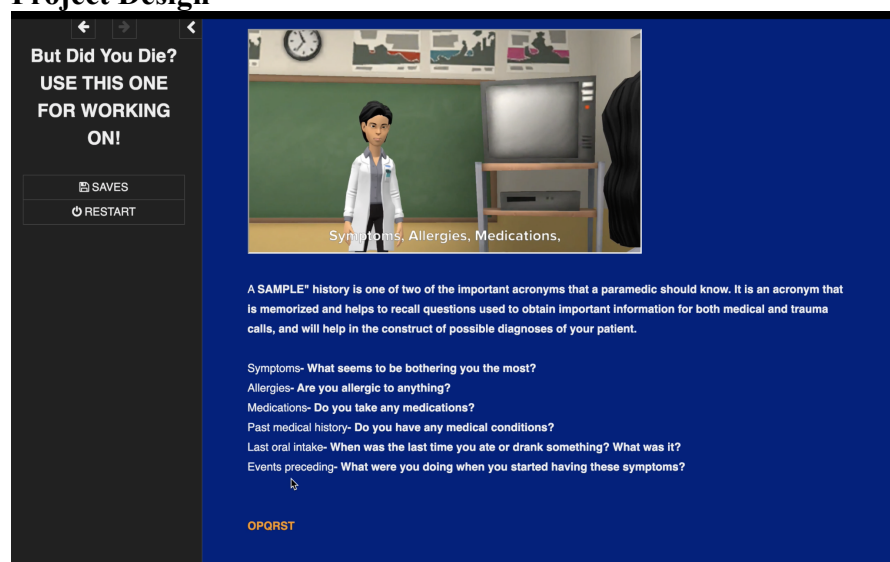 Project Design
But Did You Die?
USE THIS ONE
FOR WORKING
ON!
SAVES
RESTART
Symptoms, Allergies, Medications,
A SAMPLE" history is one of two of the important acronyms that a paramedic should know. It is an acronym that
is memorized and helps to recall questions used to obtain important information for both medical and trauma
calls, and will help in the construct of possible diagnoses of your patient.
Symptoms- What seems to be bothering you the most?
Allergies- Are you allergic to anything?
Medications- Do you take any medications?
Past medical history- Do you have any medical conditions?
Last oral intake- When was the last time you ate or drank something? What was it?
Events preceding- What were you doing when you started having these symptoms?
OPQRST